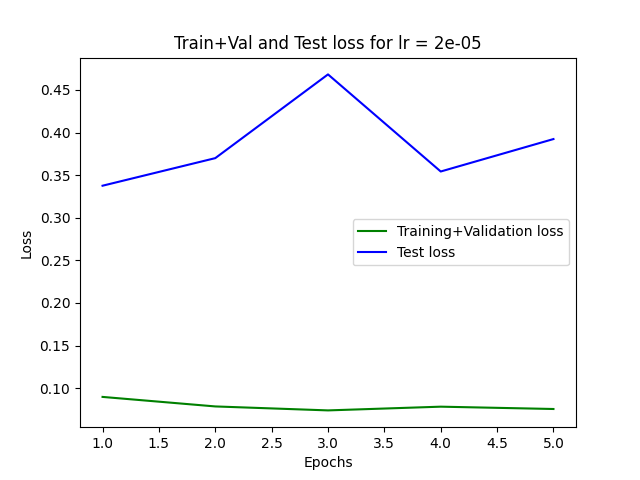 Train+Val and Test loss for lr = 2e-05
0.45
0.40
0.35
0.30
0.25
0.20
0.15
0.10
Loss
Training+Validation loss
Test loss
1.0 1.5 2.0 2.5 3.0 3.5 4.0 4.5 5.0
Epochs